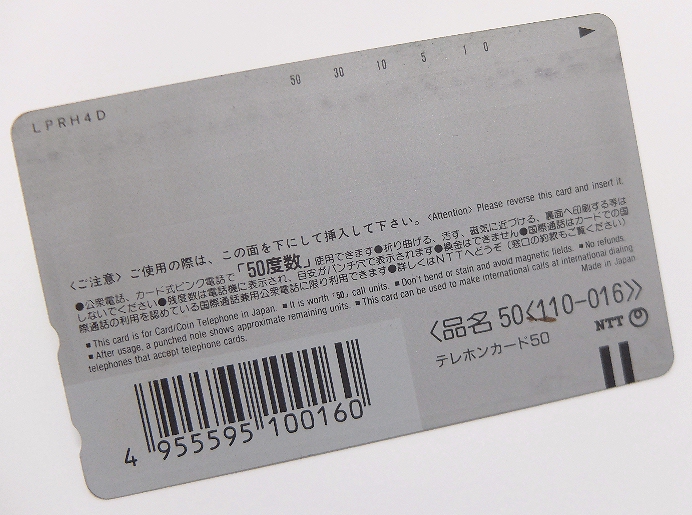 LPRH4D
50 30 10 5 1 0
〈ご注意〉ご使用の際は、この面を下にして挿入して下さい。〈Attention〉Please reverse this card and insert it.
●公衆電話、カード式ピンク電話で「50度数」使用できます●折り曲げる、汚す、磁気に近づける、裏面へ印刷する等は
しないでください●残度数は電話機に表示され、目安がパンチ穴で表示されます●換金はできません●国際通話はカードでの国
際通話の利用を認めている国際通話兼用公衆電話に限り利用できます●詳しくはNTTへどうぞ(窓口の約款もご覧ください)
■This card is for Card/Coin Telephone in Japan. ■It is worth「50」call units. ■Don't bend or stain and avoid magnetic fields. ■No refunds.
■After usage, a punched hole shows approximate remaining units. ■This card can be used to make international calls at international dialing
telephones that accept telephone cards.
Made in Japan
〈品名 50〈110-016〉〉
テレホンカード50
NTT
4 955595 100160